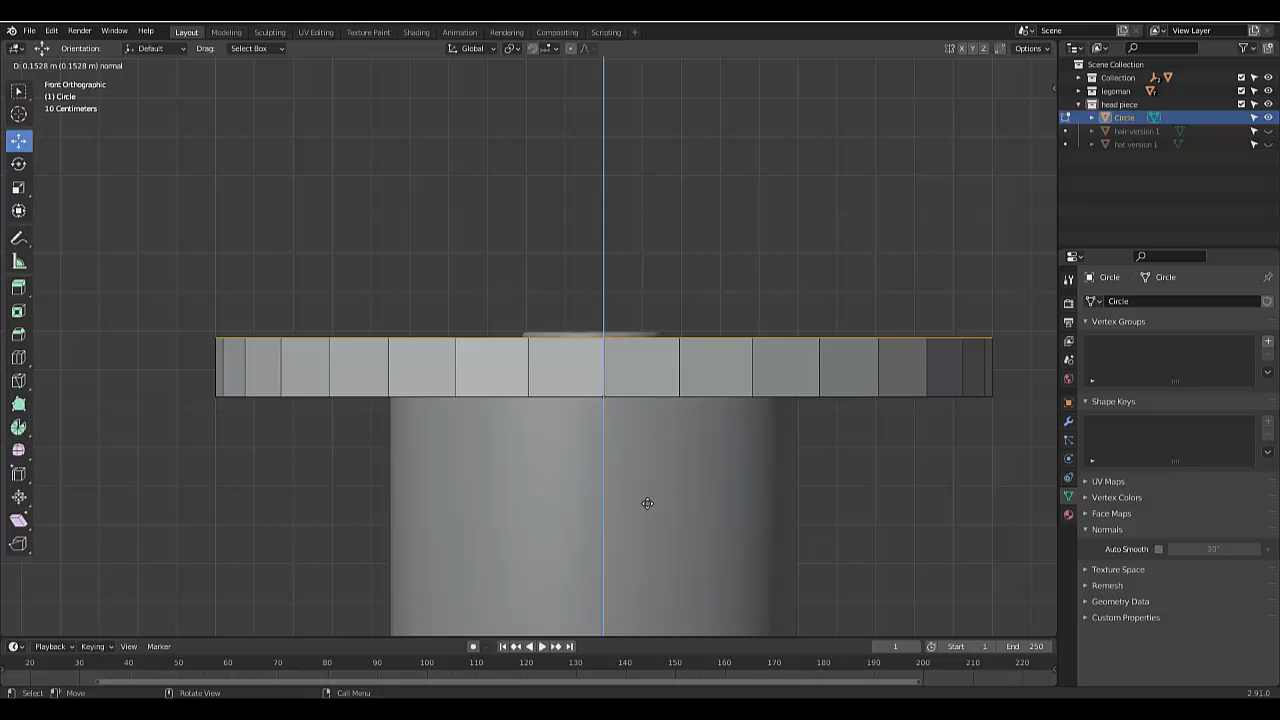 File Edit Render Window Help Layout Modeling Sculpting UV Editing Texture Paint Shading Animation Rendering Compositing Scripting + Scene View Layer
Orientation: Default Drag: Select Box Global X Y Z Options
D: 0.1528 m (0.1528 m) normal
Front Orthographic
(1) Circle
10 Centimeters
Scene Collection
Collection
legoman
head piece
Circle
hair version 1
hat version 1
Circle Circle
Circle
Vertex Groups
Shape Keys
UV Maps
Vertex Colors
Face Maps
Normals
Auto Smooth 30°
Texture Space
Remesh
Geometry Data
Custom Properties
Playback Keying View Marker 1 Start 1 End 250
20 50 60 70 80 90 100 110 120 130 140 150 160 170 180 190 200 210 220
Select Move Rotate View Call Menu 2.91.0